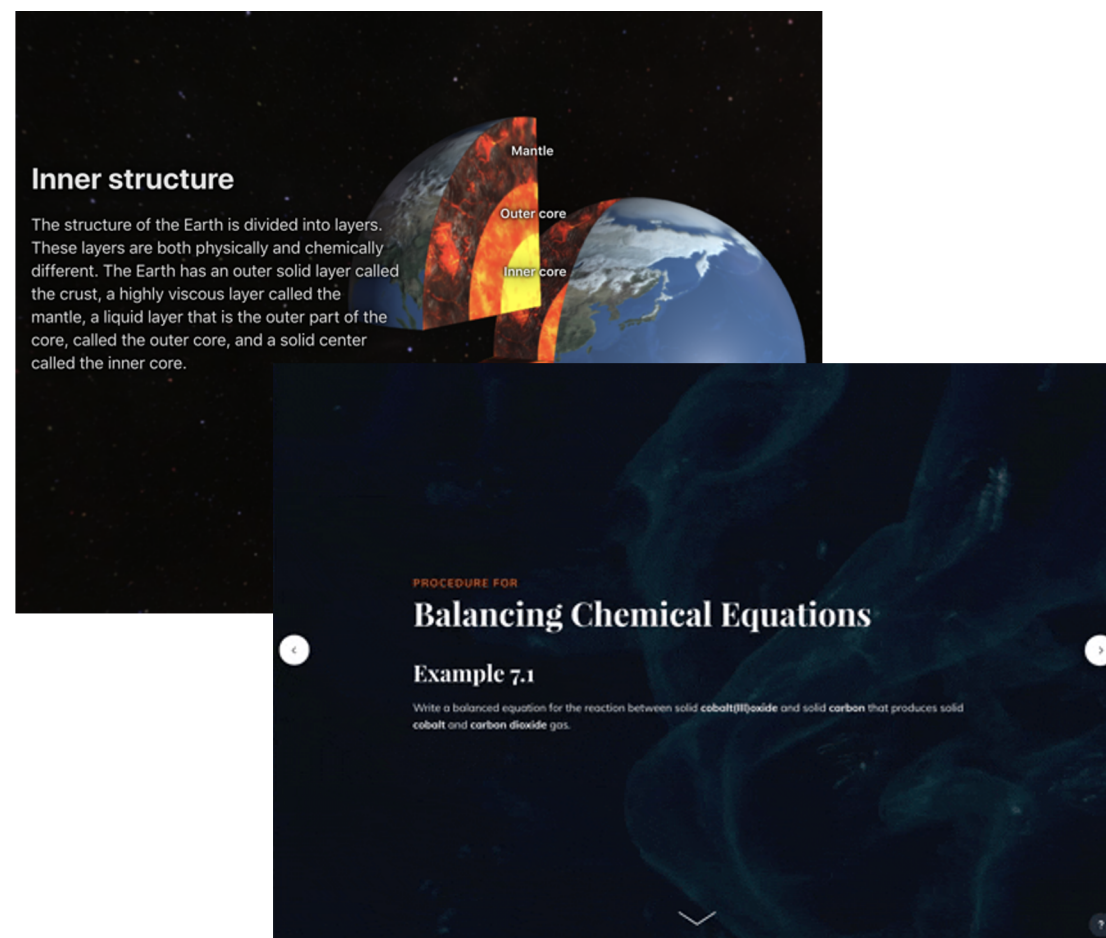 Mantle
Outer core
Inner core
Inner structure
The structure of the Earth is divided into layers.
These layers are both physically and chemically
different. The Earth has an outer solid layer called
the crust, a highly viscous layer called the
mantle, a liquid layer that is the outer part of the
core, called the outer core, and a solid center
called the inner core.
PROCEDURE FOR
Balancing Chemical Equations
Example 7.1
Write a balanced equation for the reaction between solid cobalt(III)oxide and solid carbon that produces solid
cobalt and carbon dioxide gas.
?